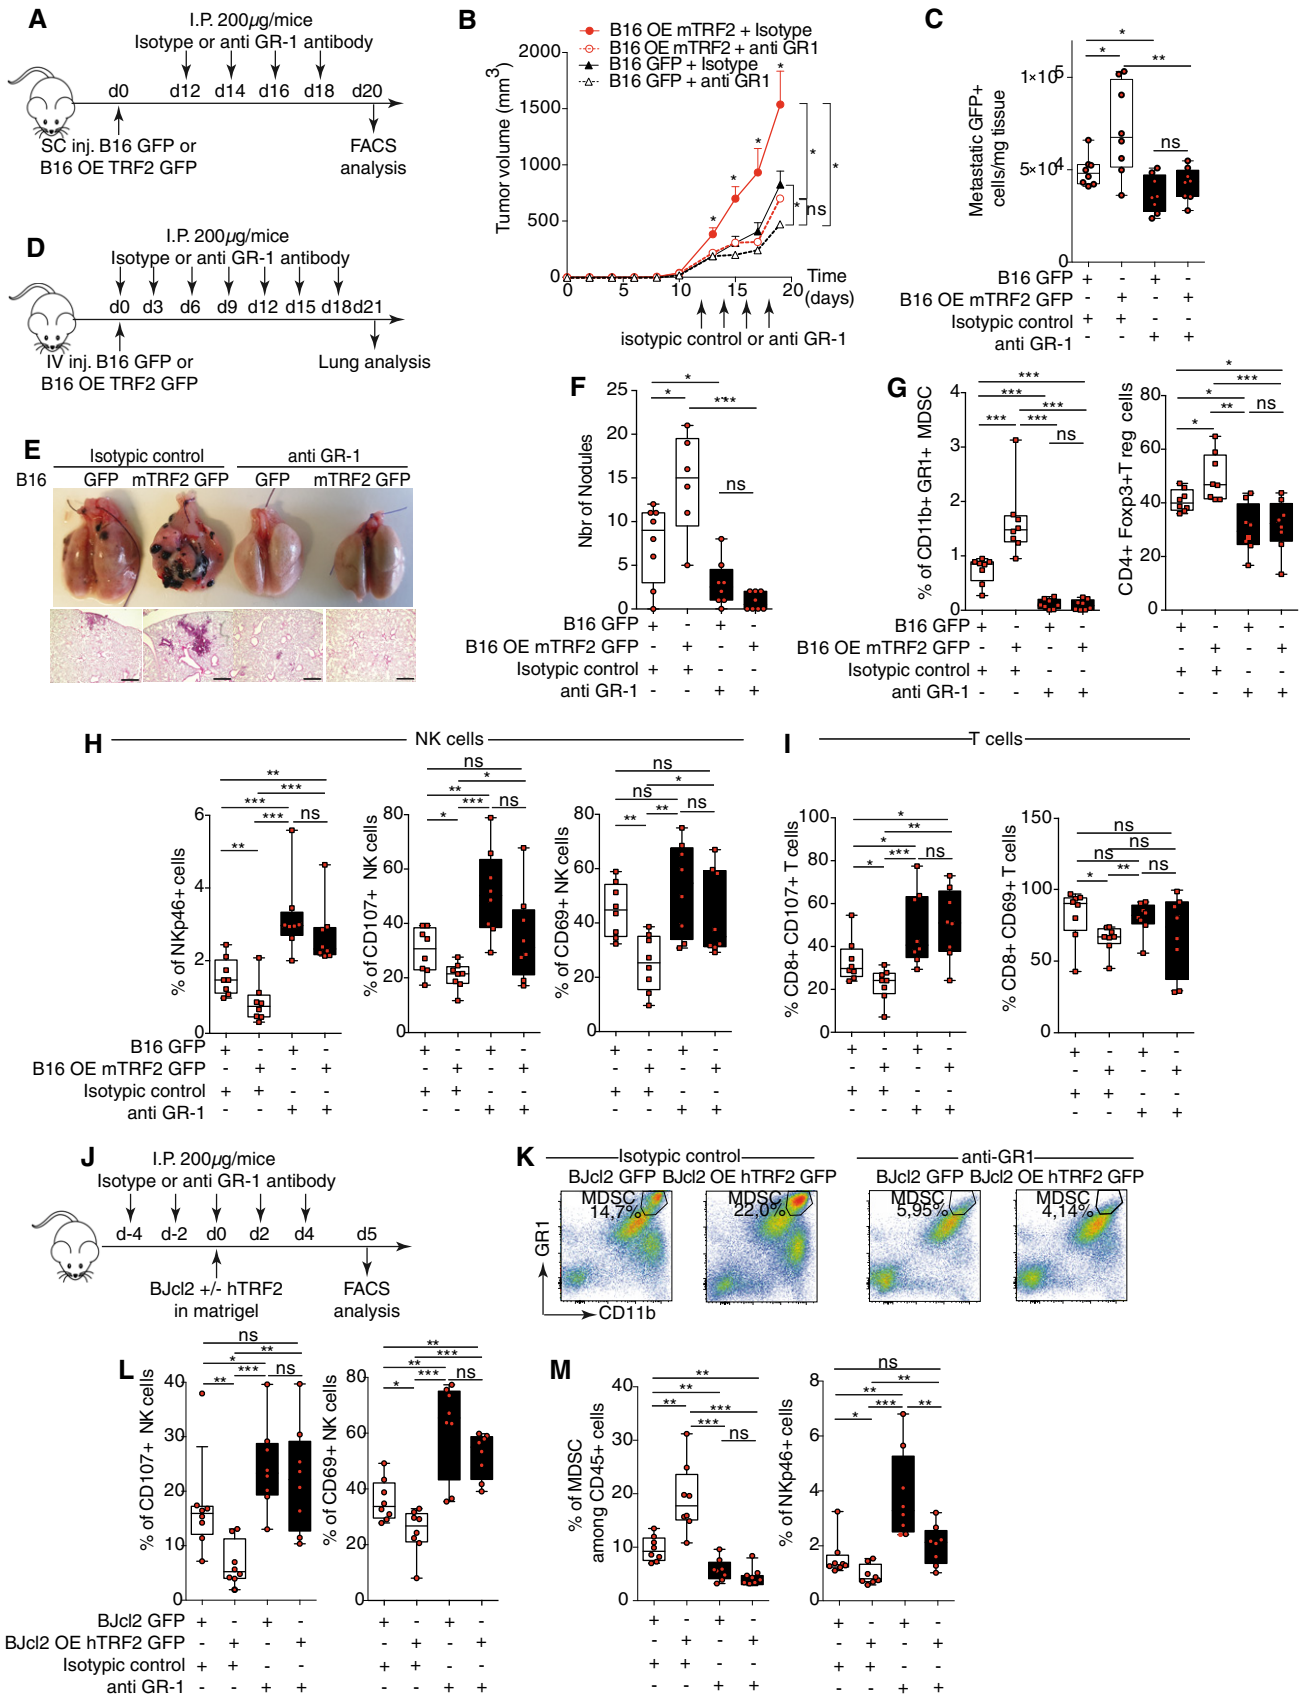 A
I.P. 200µg/mice
Isotype or anti GR-1 antibody
d0 d12 d14 d16 d18 d20
SC inj. B16 GFP or
B16 OE TRF2 GFP
FACS
analysis
B
B16 OE mTRF2 + Isotype
B16 OE mTRF2 + anti GR1
B16 GFP + Isotype
B16 GFP + anti GR1
Tumor volume (mm³)
2000
1500
1000
500
0
0 5 10 15 20
Time
(days)
* * * * *
* * * ns
isotypic control or anti GR-1
C
Metastatic GFP+
cells/mg tissue
5×10⁴
0
*
* **
ns
B16 GFP + - + -
B16 OE mTRF2 GFP - + - +
Isotypic control + + - -
anti GR-1 - - + +
D
I.P. 200µg/mice
Isotype or anti GR-1 antibody
d0 d3 d6 d9 d12 d15 d18 d21
IV inj. B16 GFP or
B16 OE TRF2 GFP
Lung analysis
E
Isotypic control anti GR-1
B16 GFP mTRF2 GFP GFP mTRF2 GFP
F
Nbr of Nodules
25
20
15
10
5
0
*
* ***
ns
B16 GFP + - + -
B16 OE mTRF2 GFP - + - +
Isotypic control + + - -
anti GR-1 - - + +
G
% of CD11b+ GR1+ MDSC
4
3
2
1
0
***
***
***
*** ***
ns
CD4+ Foxp3+T reg cells
80
60
40
20
0
*
***
*
** ns
*
B16 GFP + - + - + - + -
B16 OE mTRF2 GFP - + - + - + - +
Isotypic control + + - - + + - -
anti GR-1 - - + + - - + +
H
NK cells
% of NKp46+ cells
6
4
2
0
**
***
***
*** ns
**
% of CD107+ NK cells
80
60
40
20
0
ns
*
**
*** ns
*
% of CD69+ NK cells
80
60
40
20
0
ns
*
ns
** ns
**
B16 GFP + - + - + - + - + - + -
B16 OE mTRF2 GFP - + - + - + - + - + - +
Isotypic control + + - - + + - - + + - -
anti GR-1 - - + + - - + + - - + +
I
T cells
% CD8+ CD107+ T cells
100
80
60
40
20
0
*
**
*
*** ns
*
% CD8+ CD69+ T cells
150
100
50
0
ns
ns
ns
** ns
*
+ - + - + - + -
- + - + - + - +
+ + - - + + - -
- - + + - - + +
J
I.P. 200µg/mice
Isotype or anti GR-1 antibody
d-4 d-2 d0 d2 d4 d5
BJcl2 +/- hTRF2
in matrigel
FACS
analysis
K
Isotypic control anti-GR1
BJcl2 GFP BJcl2 OE hTRF2 GFP BJcl2 GFP BJcl2 OE hTRF2 GFP
MDSC MDSC MDSC MDSC
14,7% 22,0% 5,95% 4,14%
GR1
CD11b
L
% of CD107+ NK cells
40
30
20
10
0
ns
**
*
*** ns
**
% of CD69+ NK cells
80
60
40
20
0
**
***
**
*** ns
*
BJcl2 GFP + - + - + - + -
BJcl2 OE hTRF2 GFP - + - + - + - +
Isotypic control + + - - + + - -
anti GR-1 - - + + - - + +
M
% of MDSC
among CD45+ cells
40
30
20
10
0
**
**
** ***
***
ns
% of NKp46+ cells
8
6
4
2
0
ns
**
**
*** **
*
+ - + - + - + -
- + - + - + - +
+ + - - + + - -
- - + + - - + +